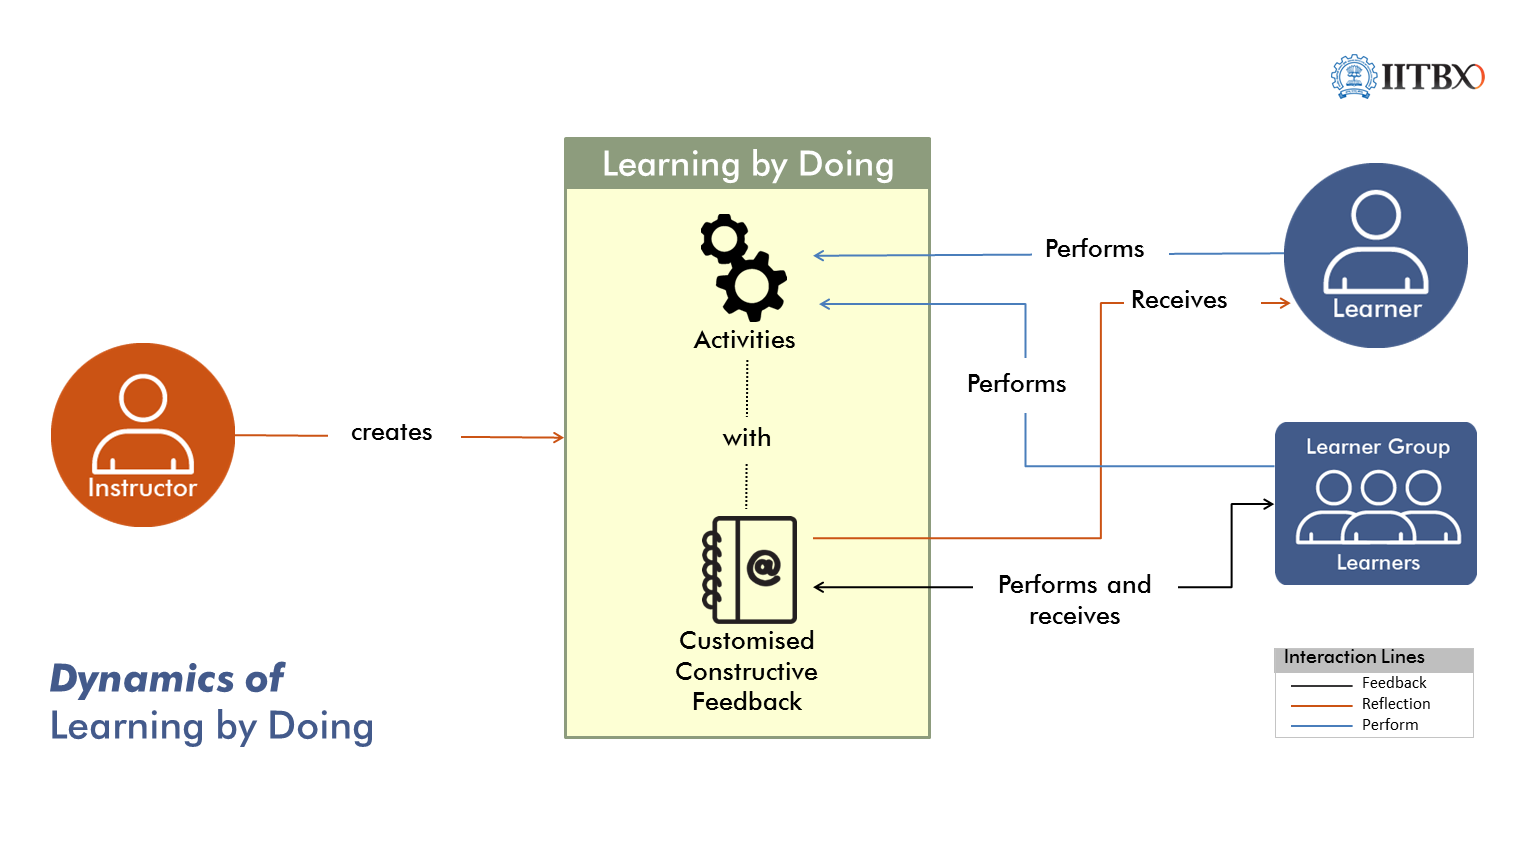 IITBX
Learning by Doing
Performs
Learner
Receives
Activities
Performs
creates
with
Instructor
Learner Group
Learners
Performs and
receives
Customised
Constructive
Feedback
Dynamics of
Learning by Doing
Interaction Lines
Feedback
Reflection
Perform